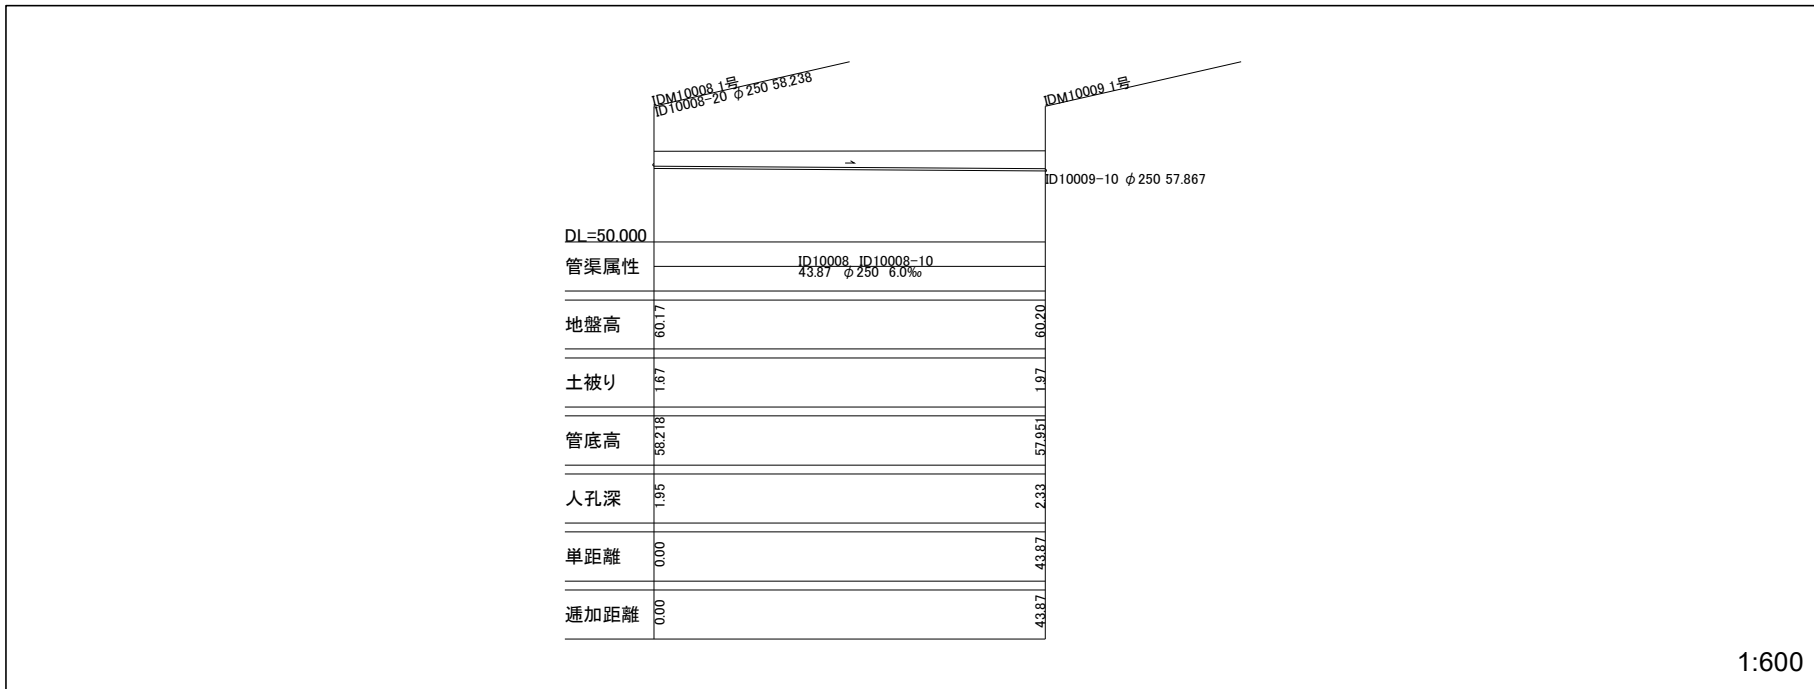 IDM10008 1号
ID10008-20 φ250 58.238
IDM10009 1号
ID10009-10 φ250 57.867
DL=50.000
管渠属性
ID10008 ID10008-10
43.87 φ250 6.0‰
地盤高 60.17 60.20
土被り 1.67 1.97
管底高 58.218 57.951
人孔深 1.95 2.33
単距離 0.00 43.87
逓加距離 0.00 43.87
1:600